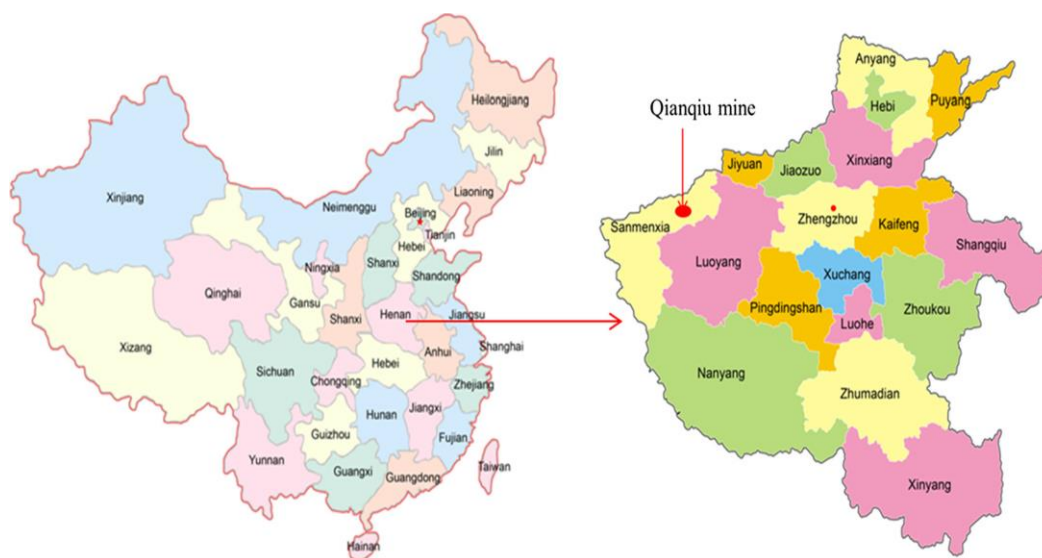 Heilongjiang
Jilin
Liaoning
Xinjiang
Neimenggu
Beijing
Tianjin
Hebei
Ningxia
Shanxi
Shandong
Qinghai
Gansu
Shanxi
Henan
Jiangsu
Xizang
Hebei
Anhui
Shanghai
Sichuan
Chongqing
Zhejiang
Hunan
Jiangxi
Guizhou
Fujian
Yunnan
Guangxi
Guangdong
Taiwan
Hainan
Qianqiu mine
Anyang
Hebi
Puyang
Xinxiang
Jiyuan
Jiaozuo
Sanmenxia
Zhengzhou
Kaifeng
Shangqiu
Luoyang
Xuchang
Pingdingshan
Luohe
Zhoukou
Nanyang
Zhumadian
Xinyang